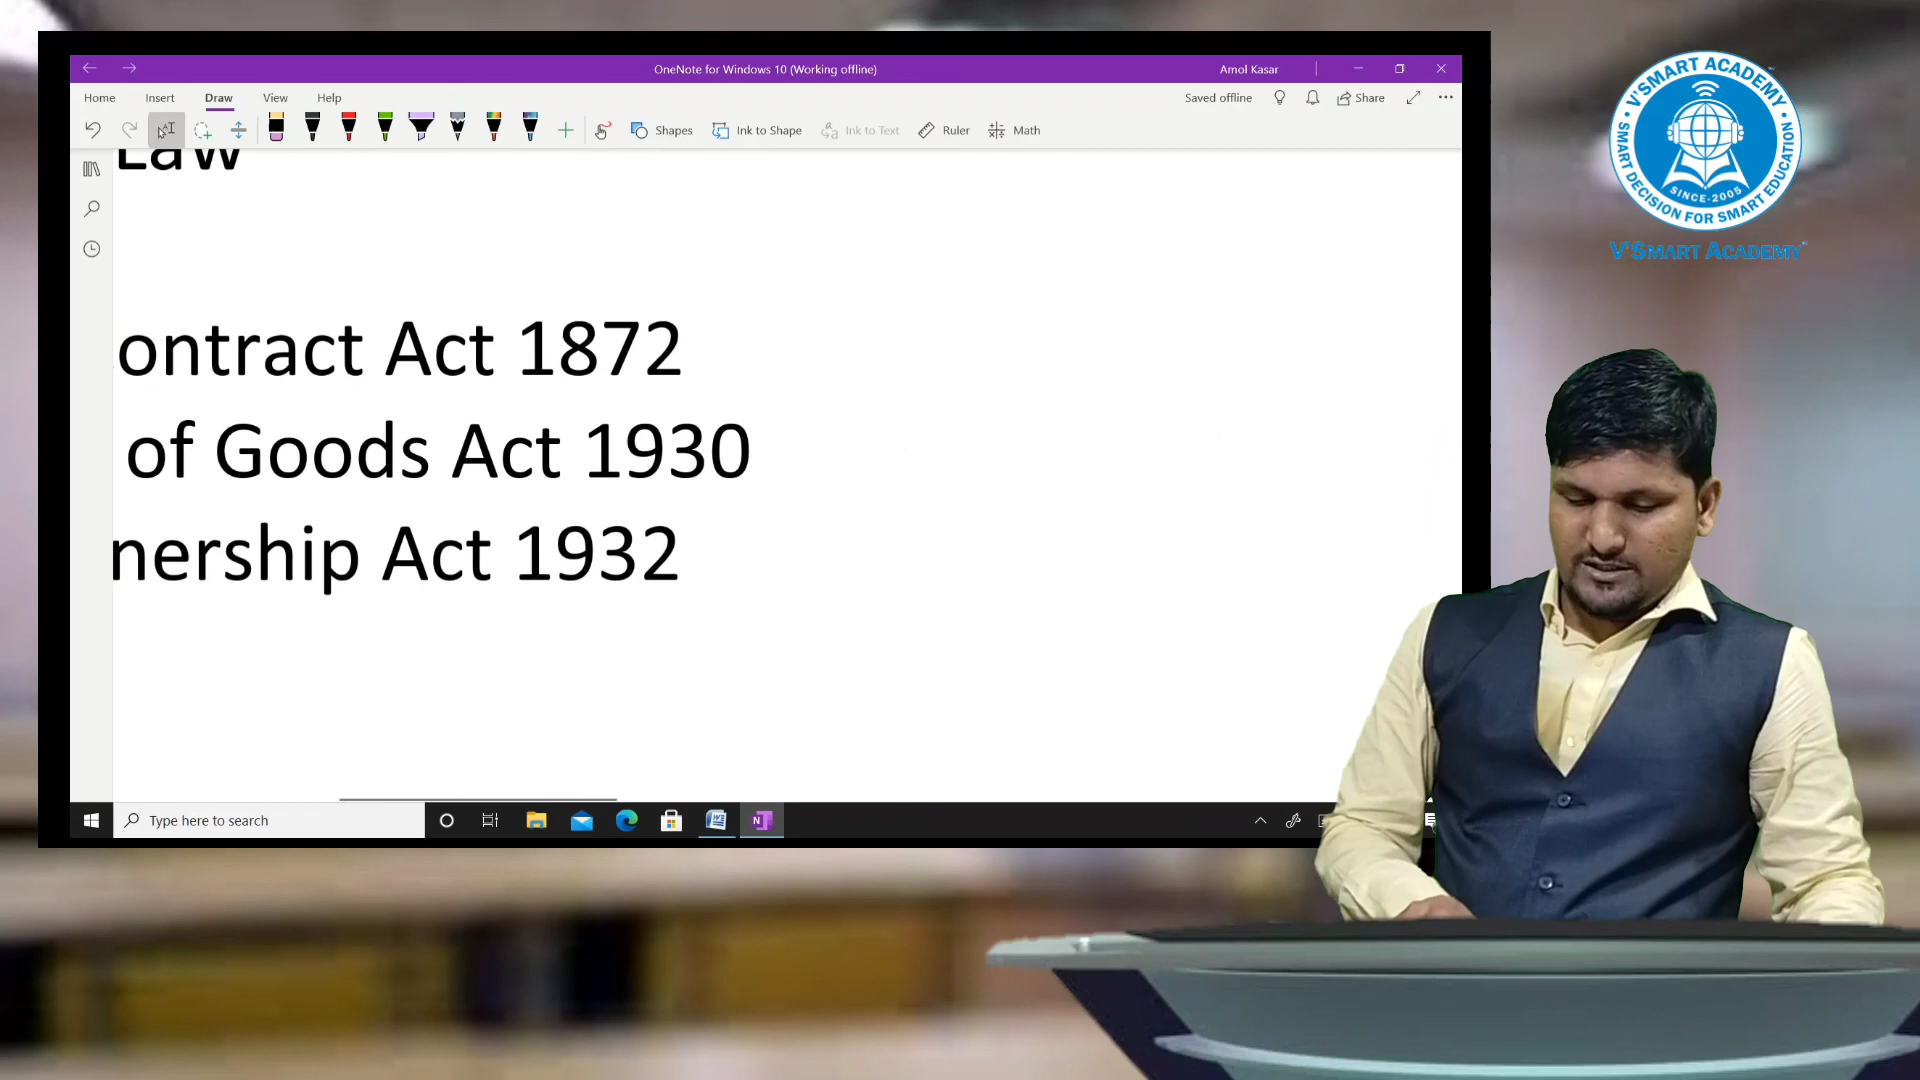 OneNote for Windows 10 (Working offline)
Amol Kasar
Home Insert Draw View Help
Saved offline
Share
Shapes
Ink to Shape
Ink to Text
Ruler
Math
Law
ontract Act 1872
of Goods Act 1930
nership Act 1932
Type here to search
V'SMART ACADEMY
SMART DECISION FOR SMART EDUCATION
SINCE-2005
V'SMART ACADEMY